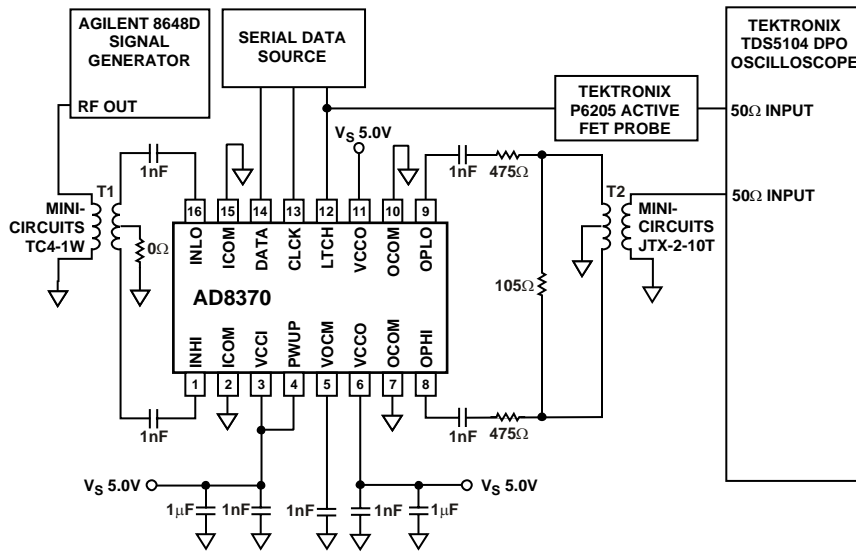 AGILENT 8648D
SIGNAL
GENERATOR
RF OUT
SERIAL DATA
SOURCE
TEKTRONIX
TDS5104 DPO
OSCILLOSCOPE
TEKTRONIX
P6205 ACTIVE
FET PROBE
50Ω INPUT
50Ω INPUT
VS 5.0V
1nF
1nF
475Ω
T1
T2
MINI-
CIRCUITS
TC4-1W
0Ω
MINI-
CIRCUITS
JTX-2-10T
16 15 14 13 12 11 10 9
INLO ICOM DATA CLCK LTCH VCCO OCOM OPLO
AD8370
105Ω
INHI ICOM VCCI PWUP VOCM VCCO OCOM OPHI
1 2 3 4 5 6 7 8
1nF
1nF
475Ω
VS 5.0V
VS 5.0V
1μF
1nF
1nF
1nF
1μF